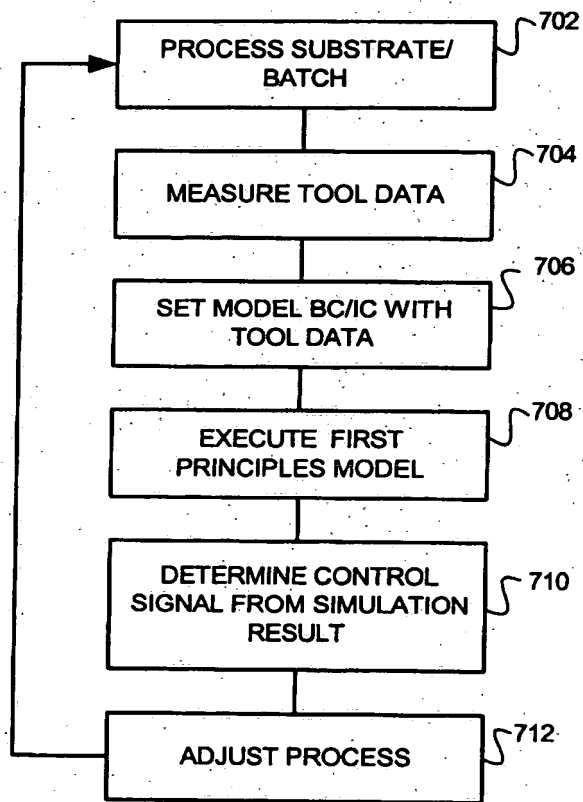 702
PROCESS SUBSTRATE/
BATCH
704
MEASURE TOOL DATA
706
SET MODEL BC/IC WITH
TOOL DATA
708
EXECUTE FIRST
PRINCIPLES MODEL
710
DETERMINE CONTROL
SIGNAL FROM SIMULATION
RESULT
712
ADJUST PROCESS